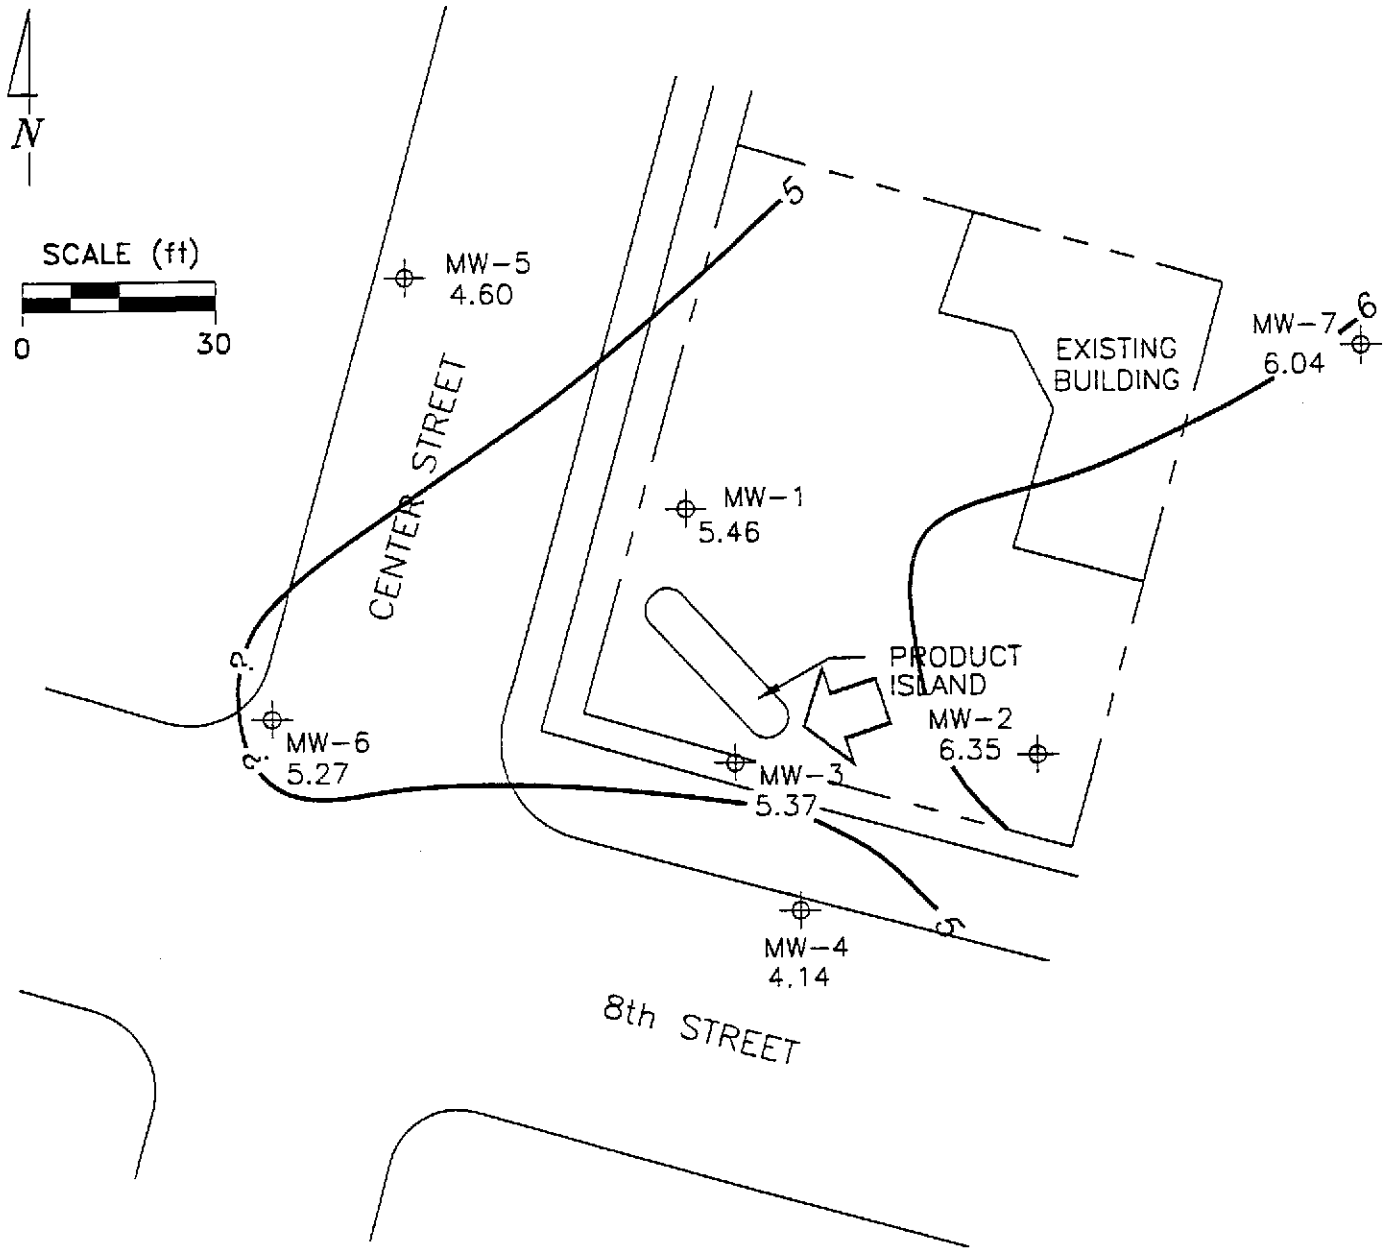 N
SCALE (ft)
0 30
5
MW-5
4.60
6
MW-7
6.04
EXISTING
BUILDING
CENTER STREET
MW-1
5.46
?
PRODUCT
ISLAND
MW-2
6.35
MW-6
5.27
?
MW-3
5.37
5
MW-4
4.14
8th STREET